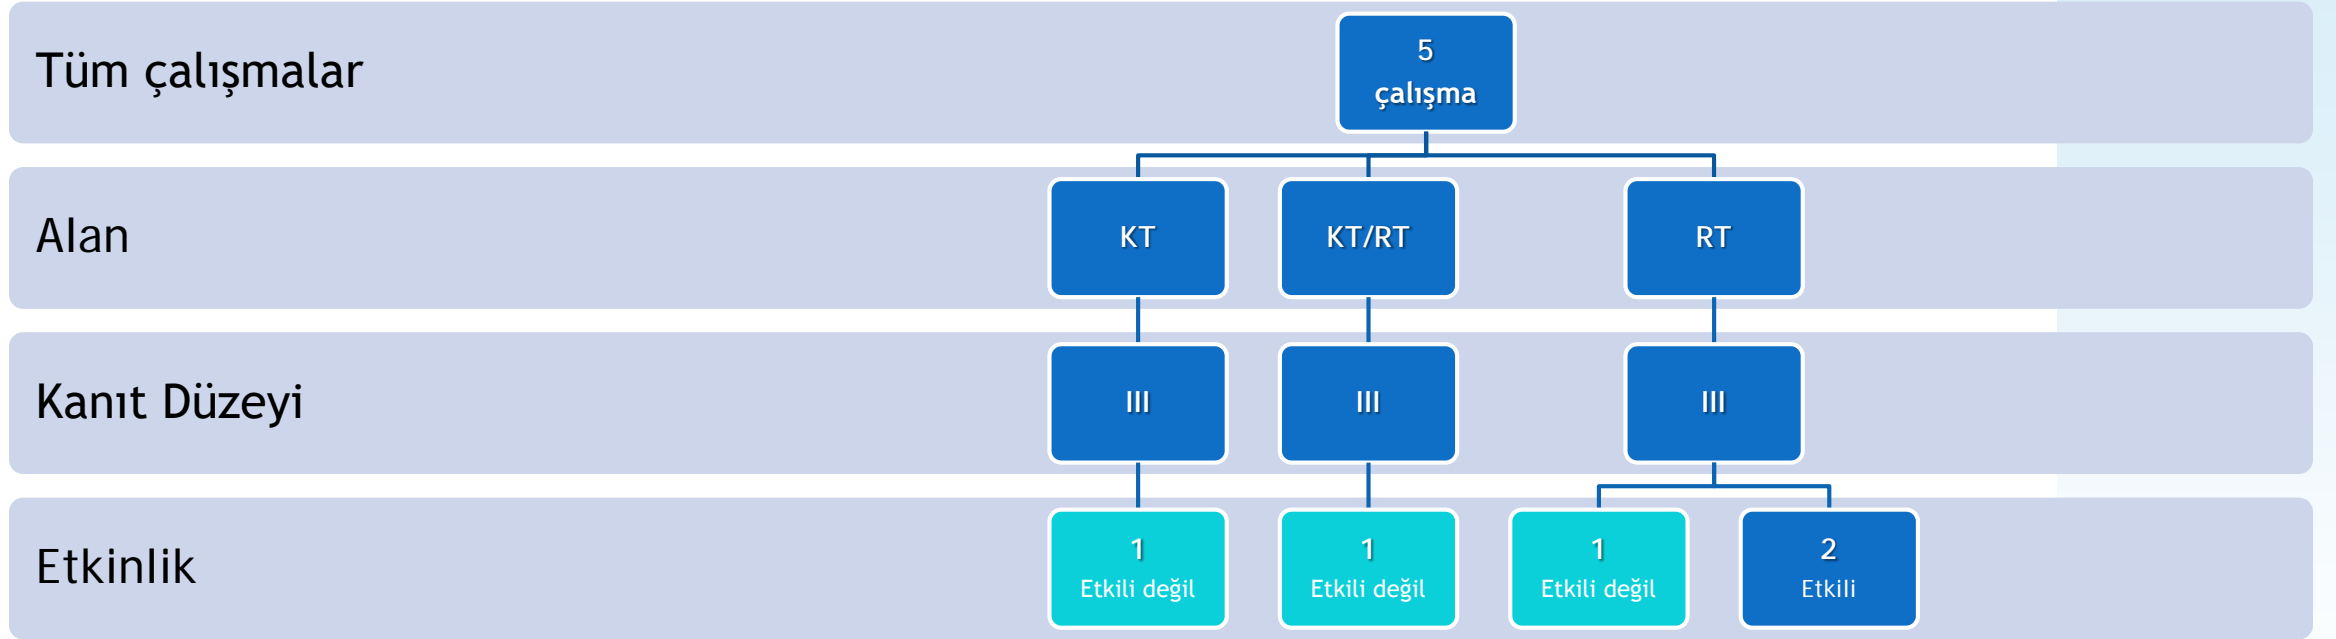 Tüm çalışmalar
5
çalışma
Alan
KT
KT/RT
RT
Kanıt Düzeyi
III
III
III
Etkinlik
1
Etkili değil
1
Etkili değil
1
Etkili değil
2
Etkili